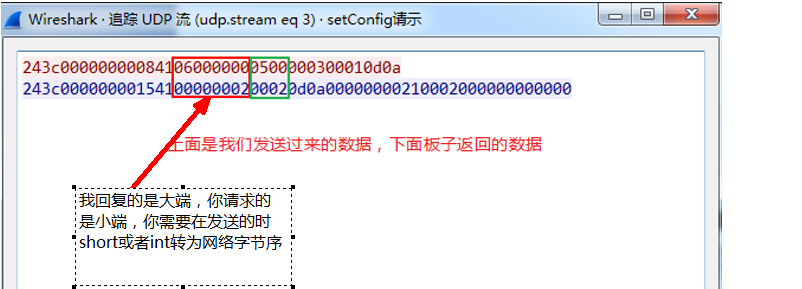 Wireshark · 追踪 UDP 流 (udp.stream eq 3) · setConfig请示
243c000000000841060000000500000300010d0a
243c0000000015410000000200020d0a00000000210002000000000000
上面是我们发送过来的数据，下面板子返回的数据
我回复的是大端，你请求的
是小端，你需要在发送的时
short或者int转为网络字节序